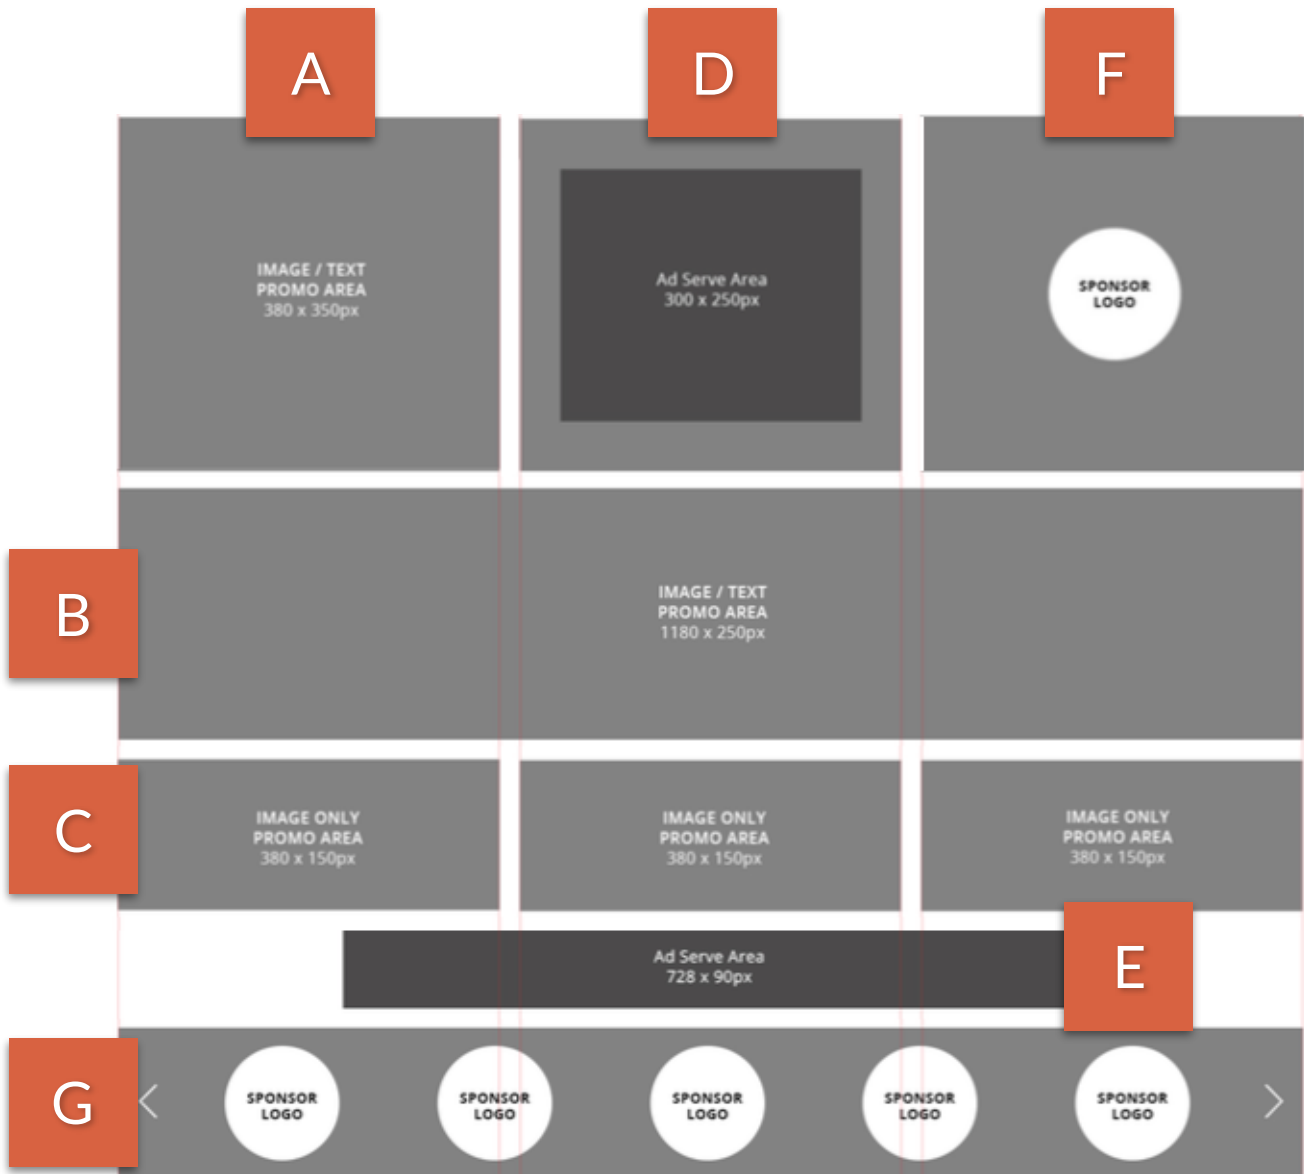 A
D
F
IMAGE / TEXT
PROMO AREA
380 x 350px
Ad Serve Area
300 x 250px
SPONSOR
LOGO
B
IMAGE / TEXT
PROMO AREA
1180 x 250px
C
IMAGE ONLY
PROMO AREA
380 x 150px
IMAGE ONLY
PROMO AREA
380 x 150px
IMAGE ONLY
PROMO AREA
380 x 150px
Ad Serve Area
728 x 90px
E
G
SPONSOR
LOGO
SPONSOR
LOGO
SPONSOR
LOGO
SPONSOR
LOGO
SPONSOR
LOGO